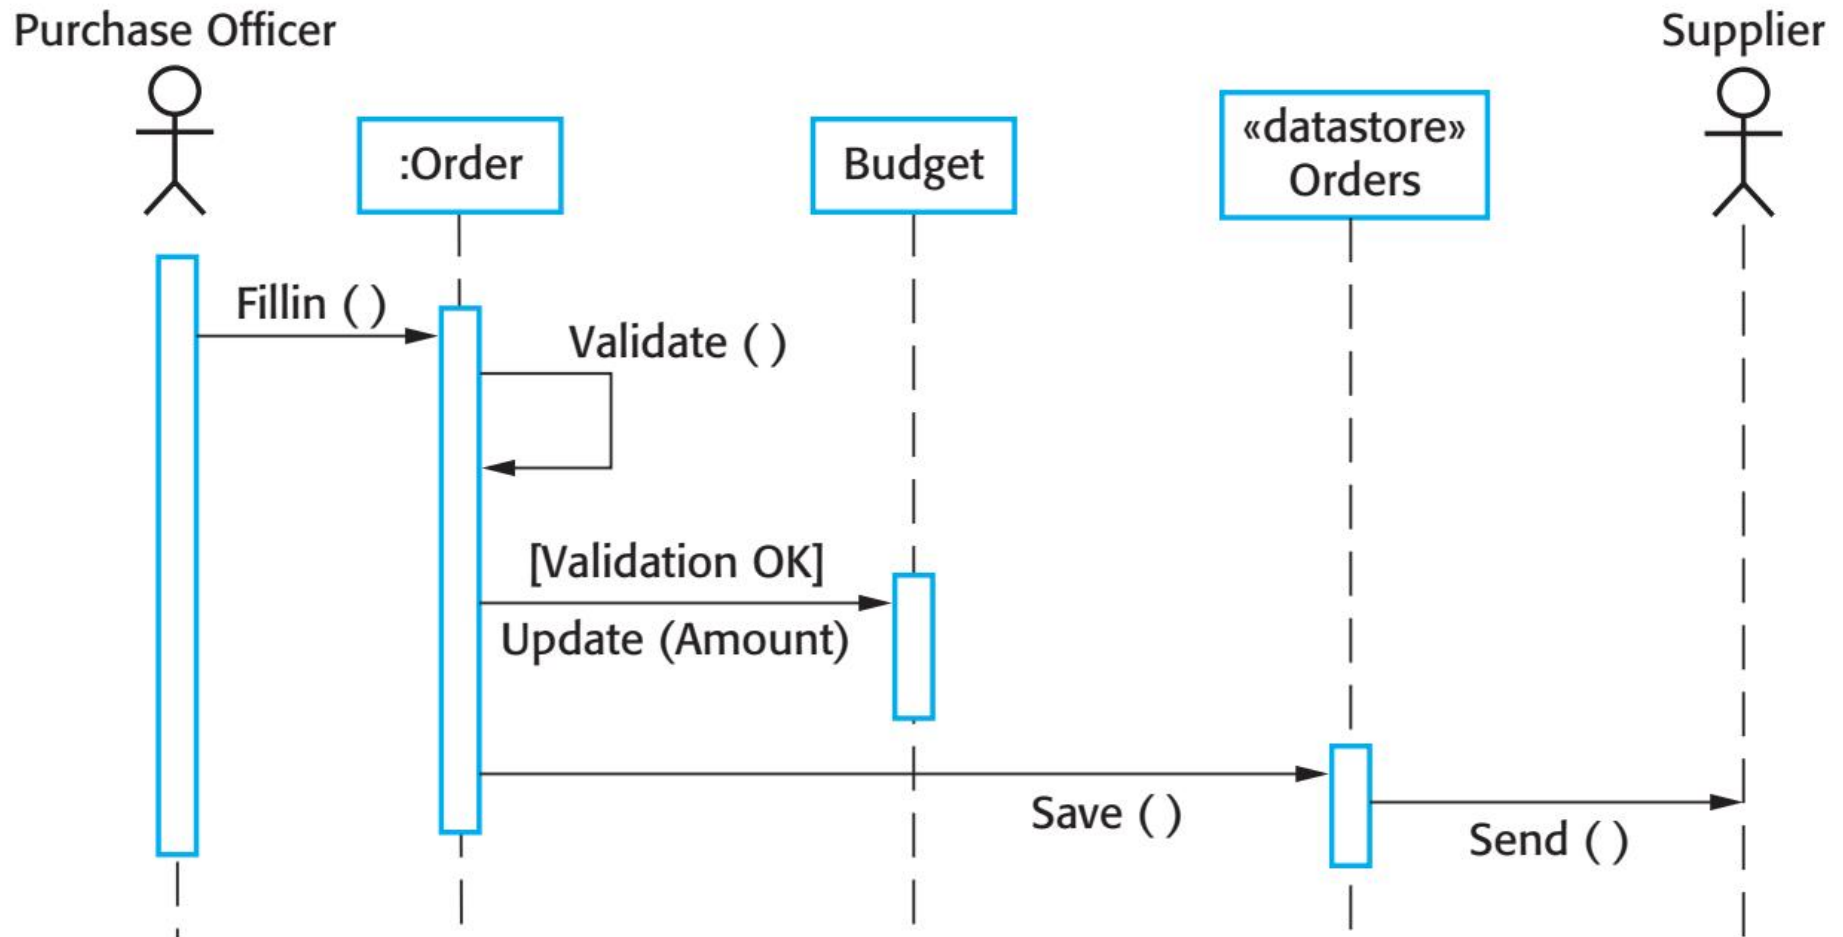 Purchase Officer
Supplier
:Order
Budget
«datastore»
Orders
Fillin ( )
Validate ( )
[Validation OK]
Update (Amount)
Save ( )
Send ( )